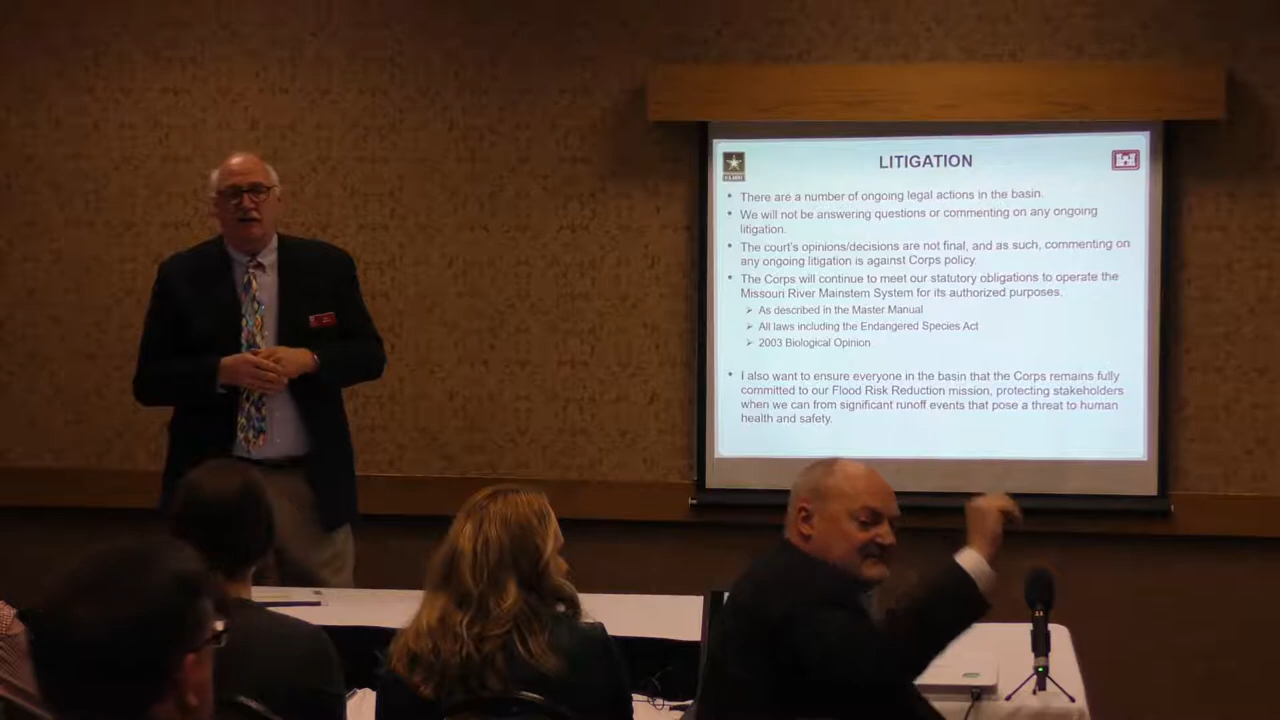 LITIGATION
• There are a number of ongoing legal actions in the basin.
• We will not be answering questions or commenting on any ongoing
litigation.
• The court's opinions/decisions are not final, and as such, commenting on
any ongoing litigation is against Corps policy.
• The Corps will continue to meet our statutory obligations to operate the
Missouri River Mainstem System for its authorized purposes.
➢ As described in the Master Manual
➢ All laws including the Endangered Species Act
➢ 2003 Biological Opinion
• I also want to ensure everyone in the basin that the Corps remains fully
committed to our Flood Risk Reduction mission, protecting stakeholders
when we can from significant runoff events that pose a threat to human
health and safety.